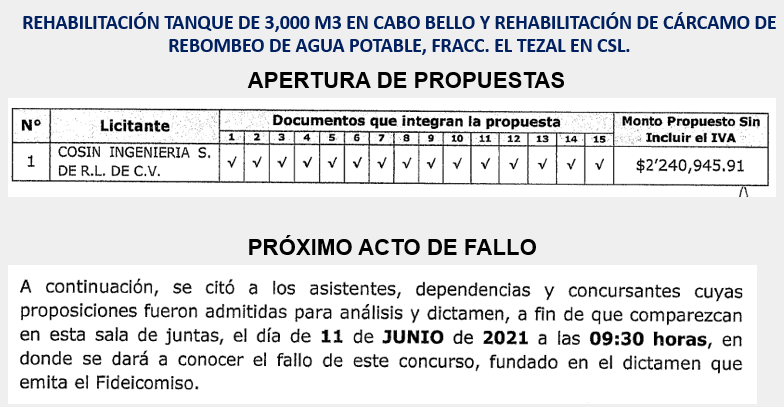 REHABILITACIÓN TANQUE DE 3,000 M3 EN CABO BELLO Y REHABILITACIÓN DE CÁRCAMO DE
REBOMBEO DE AGUA POTABLE, FRACC. EL TEZAL EN CSL.
APERTURA DE PROPUESTAS
N° Licitante Documentos que integran la propuesta Monto Propuesto Sin
Incluir el IVA
1 2 3 4 5 6 7 8 9 10 11 12 13 14 15
1 COSIN INGENIERIA S. √ √ √ √ √ √ √ √ √ √ √ √ √ √ √ $2'240,945.91
DE R.L. DE C.V.
PRÓXIMO ACTO DE FALLO
A continuación, se citó a los asistentes, dependencias y concursantes cuyas
proposiciones fueron admitidas para análisis y dictamen, a fin de que comparezcan
en esta sala de juntas, el día de 11 de JUNIO de 2021 a las 09:30 horas, en
donde se dará a conocer el fallo de este concurso, fundado en el dictamen que
emita el Fideicomiso.